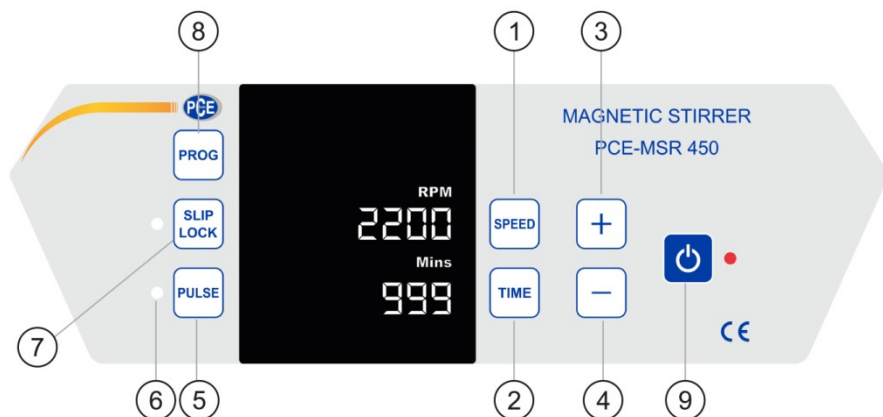 8
1
3
PCE
MAGNETIC STIRRER
PCE-MSR 450
PROG
RPM
SLIP
LOCK
2200
SPEED
+
Mins
PULSE
999
TIME
−
CE
7
6
5
2
4
9